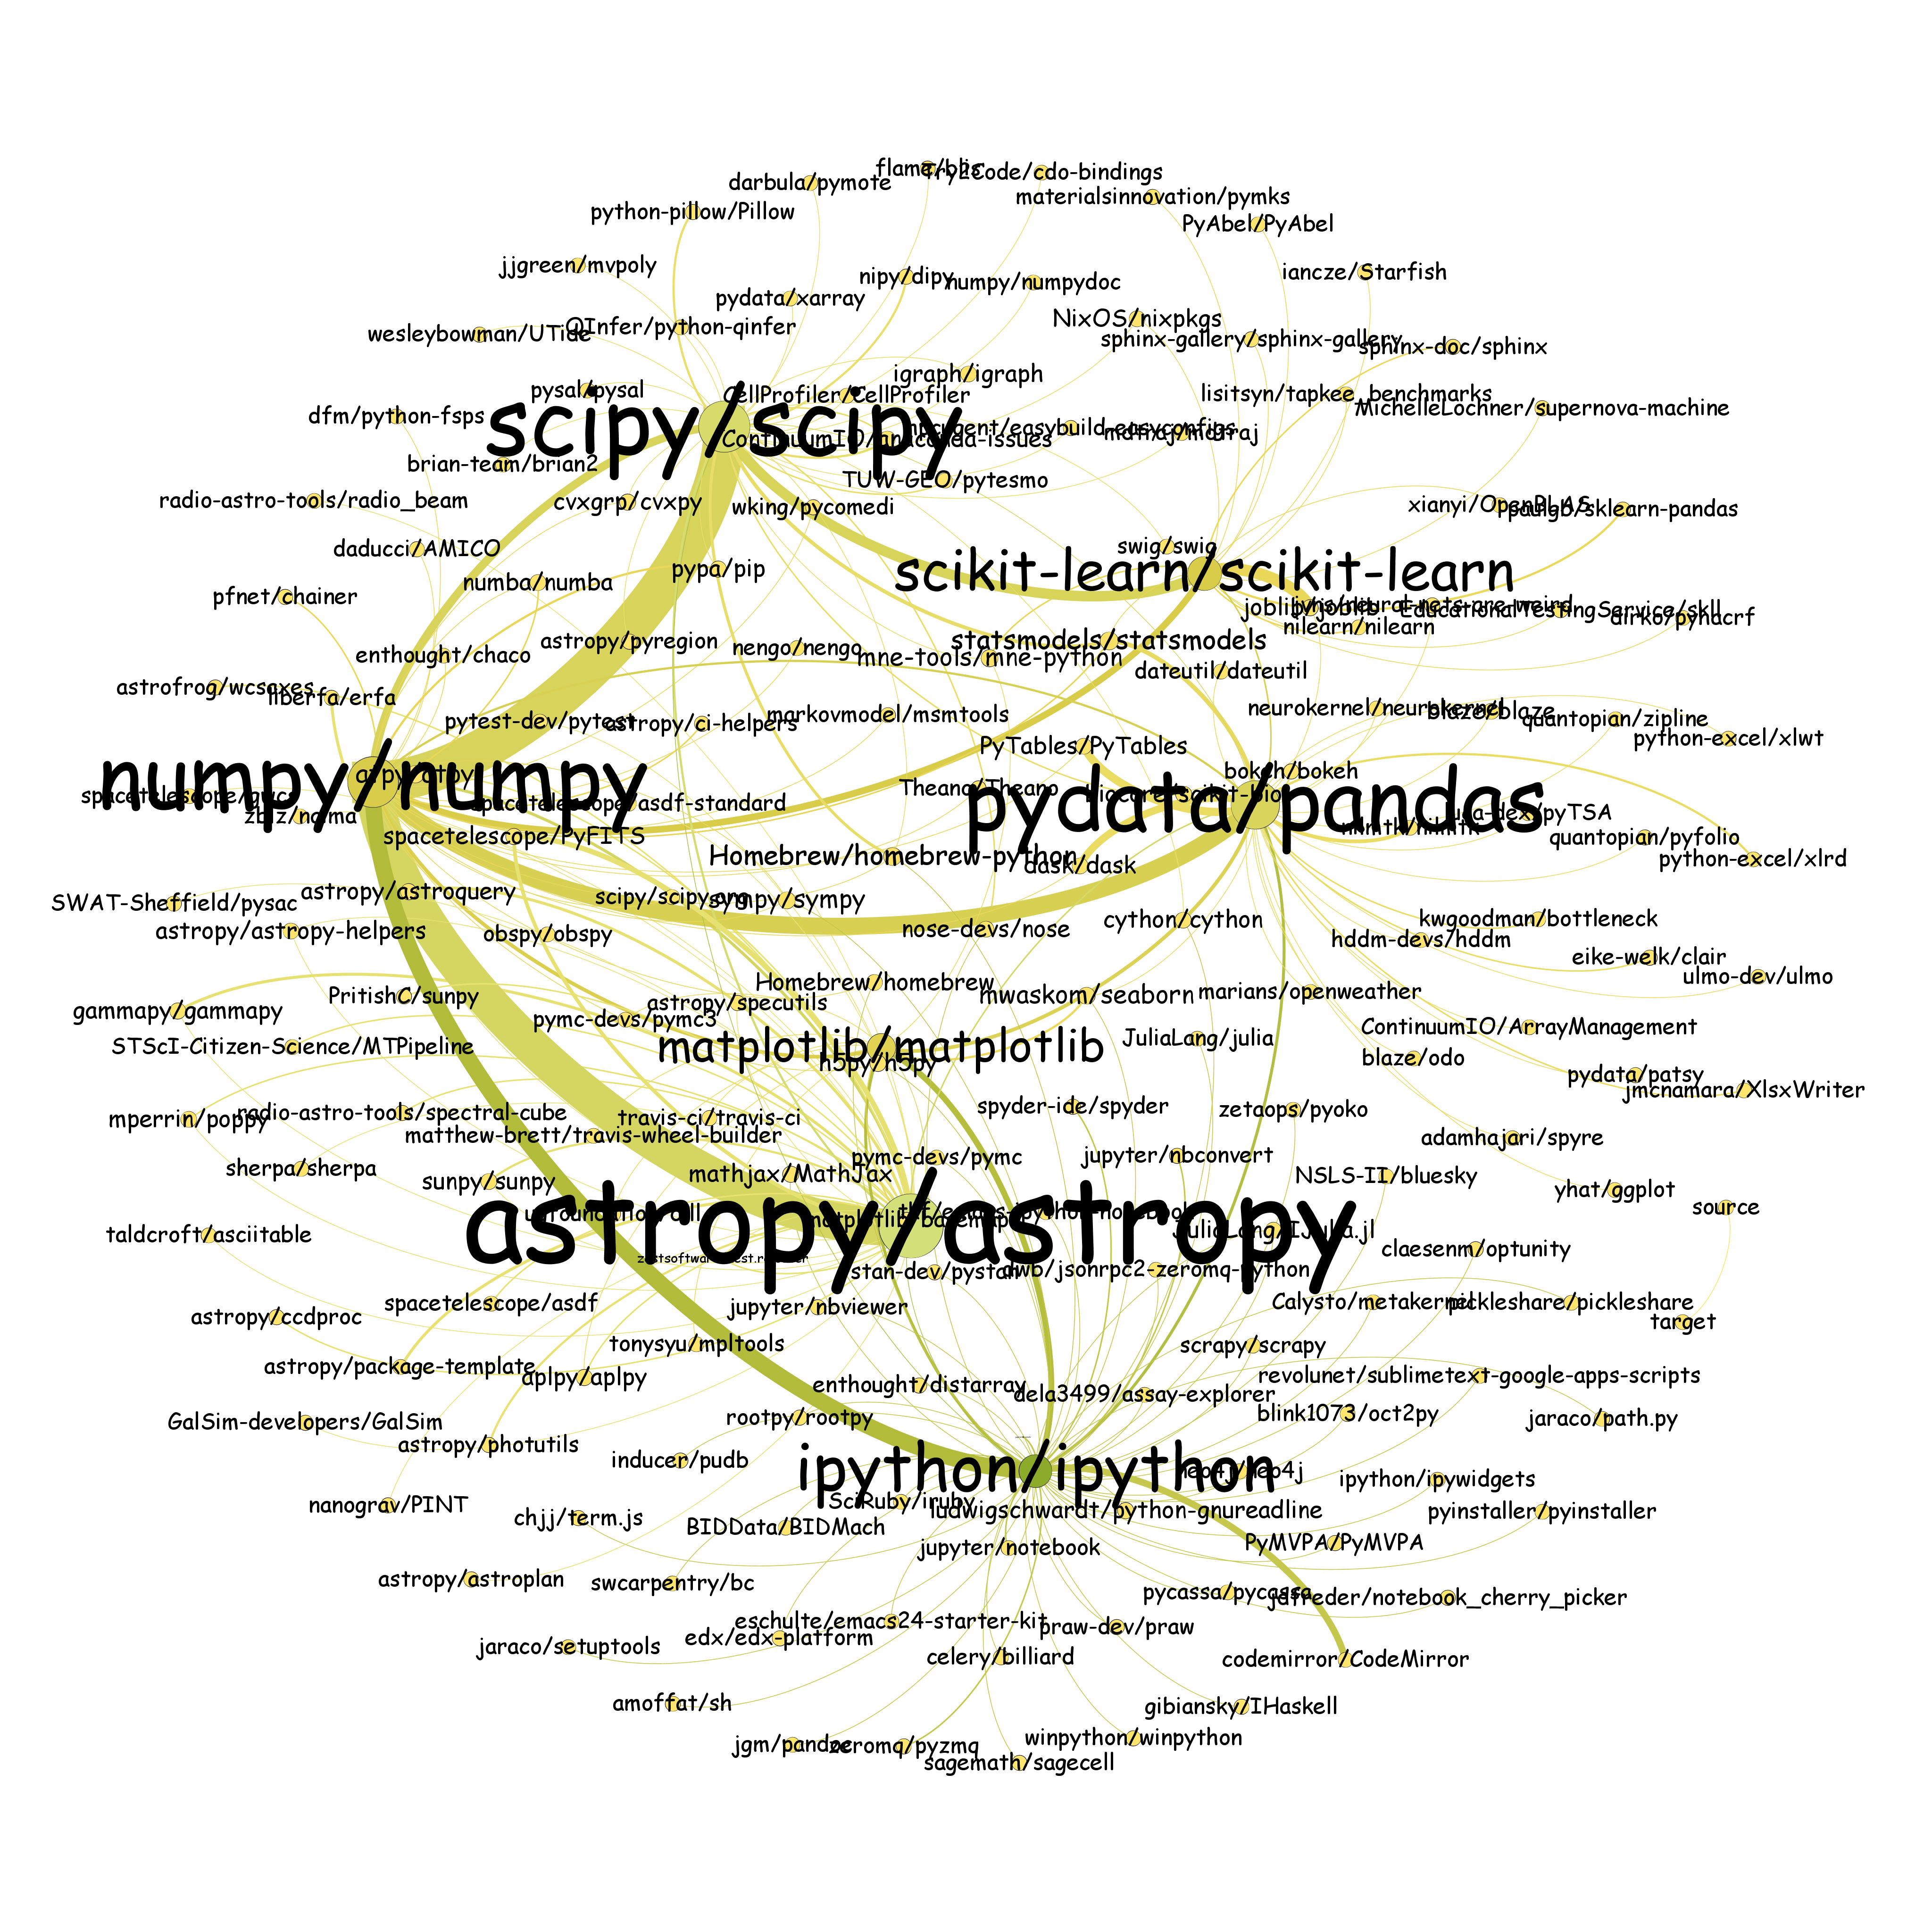 flame/blis
Try2Code/cdo-bindings
darbula/pymote
materialsinnovation/pymks
python-pillow/Pillow
PyAbel/PyAbel
jjgreen/mvpoly
iancze/Starfish
nipy/dipy
numpy/numpydoc
pydata/xarray
NixOS/nixpkgs
QInfer/python-qinfer
wesleybowman/UTide
sphinx-gallery/sphinx-gallery
sphinx-doc/sphinx
igraph/igraph
pysal/pysal
CellProfiler/CellProfiler
lisitsyn/tapkee_benchmarks
MichelleLochner/supernova-machine
dfm/python-fsps
scipy/scipy
hpcugent/easybuild-easyconfigs
mdtraj/mdtraj
ContinuumIO/anaconda-issues
brian-team/brian2
TUW-GEO/pytesmo
radio-astro-tools/radio_beam
cvxgrp/cvxpy
wking/pycomedi
xianyi/OpenBLAS
paulgb/sklearn-pandas
daducci/AMICO
swig/swig
pypa/pip
scikit-learn/scikit-learn
numba/numba
pfnet/chainer
joblib/joblib
EducationalTestingService/skll
dirko/pyhacrf
nilearn/nilearn
astropy/pyregion
nengo/nengo
statsmodels/statsmodels
enthought/chaco
mne-tools/mne-python
dateutil/dateutil
astrofrog/wcsaxes
liberfa/erfa
neurokernel/neurokernel
blaze/blaze
quantopian/zipline
pytest-dev/pytest
astropy/ci-helpers
markovmodel/msmtools
python-excel/xlwt
PyTables/PyTables
bokeh/bokeh
atpy/atpy
numpy/numpy
spacetelescope/gwcs
Theano/Theano
biocore/scikit-bio
pydata/pandas
spacetelescope/asdf-standard
nilmtk/nilmtk
spacetelescope/PyFITS
quantopian/pyfolio
Homebrew/homebrew-python
dask/dask
python-excel/xlrd
astropy/astroquery
SWAT-Sheffield/pysac
scipy/scipy.org
sympy/sympy
cython/cython
kwgoodman/bottleneck
astropy/astropy-helpers
obspy/obspy
nose-devs/nose
hddm-devs/hddm
eike-welk/clair
Homebrew/homebrew
ulmo-dev/ulmo
PritishC/sunpy
astropy/specutils
mwaskom/seaborn
marians/openweather
gammapy/gammapy
pymc-devs/pymc3
ContinuumIO/ArrayManagement
STScI-Citizen-Science/MTPipeline
matplotlib/matplotlib
JuliaLang/julia
h5py/h5py
blaze/odo
pydata/patsy
jmcnamara/XlsxWriter
mperrin/poppy
radio-astro-tools/spectral-cube
travis-ci/travis-ci
spyder-ide/spyder
zetaops/pyoko
matthew-brett/travis-wheel-builder
adamhajari/spyre
sherpa/sherpa
pymc-devs/pymc
jupyter/nbconvert
sunpy/sunpy
mathjax/MathJax
NSLS-II/bluesky
yhat/ggplot
source
astropy/astropy
taldcroft/asciitable
JuliaLang/IJulia.jl
claesenm/optunity
stan-dev/pystan
dwb/jsonrpc2-zeromq-python
spacetelescope/asdf
jupyter/nbviewer
Calysto/metakernel
pickleshare/pickleshare
astropy/ccdproc
target
tonysyu/mpltools
scrapy/scrapy
astropy/package-template
aplpy/aplpy
revolunet/sublimetext-google-apps-scripts
enthought/distarray
dela3499/assay-explorer
GalSim-developers/GalSim
rootpy/rootpy
blink1073/oct2py
jaraco/path.py
astropy/photutils
inducer/pudb
ipython/ipython
neo4j/neo4j
ipython/ipywidgets
nanograv/PINT
SciRuby/iruby
ludwigschwardt/python-gnureadline
pyinstaller/pyinstaller
chjj/term.js
BIDData/BIDMach
jupyter/notebook
PyMVPA/PyMVPA
astropy/astroplan
swcarpentry/bc
pycassa/pycassa
jdfreder/notebook_cherry_picker
eschulte/emacs24-starter-kit
praw-dev/praw
edx/edx-platform
jaraco/setuptools
celery/billiard
codemirror/CodeMirror
amoffat/sh
gibiansky/IHaskell
jgm/pandoc
zeromq/pyzmq
winpython/winpython
sagemath/sagecell